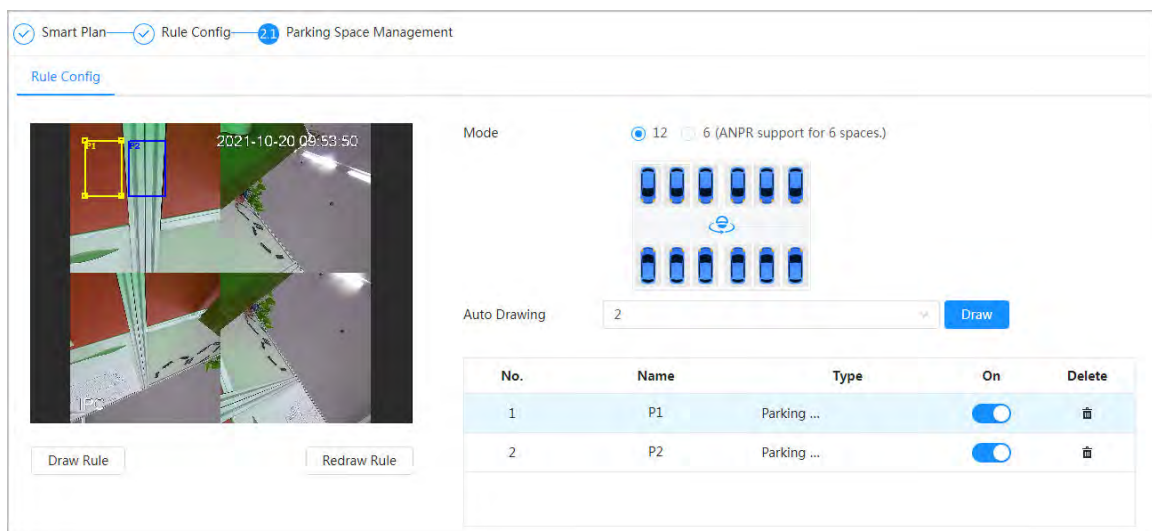 Smart Plan Rule Config 2.1 Parking Space Management
Rule Config
P1 P2 2021-10-20 09:53:50
IPC
Draw Rule Redraw Rule
Mode 12 6 (ANPR support for 6 spaces.)
Auto Drawing 2 Draw
No. Name Type On Delete
1 P1 Parking ...
2 P2 Parking ...